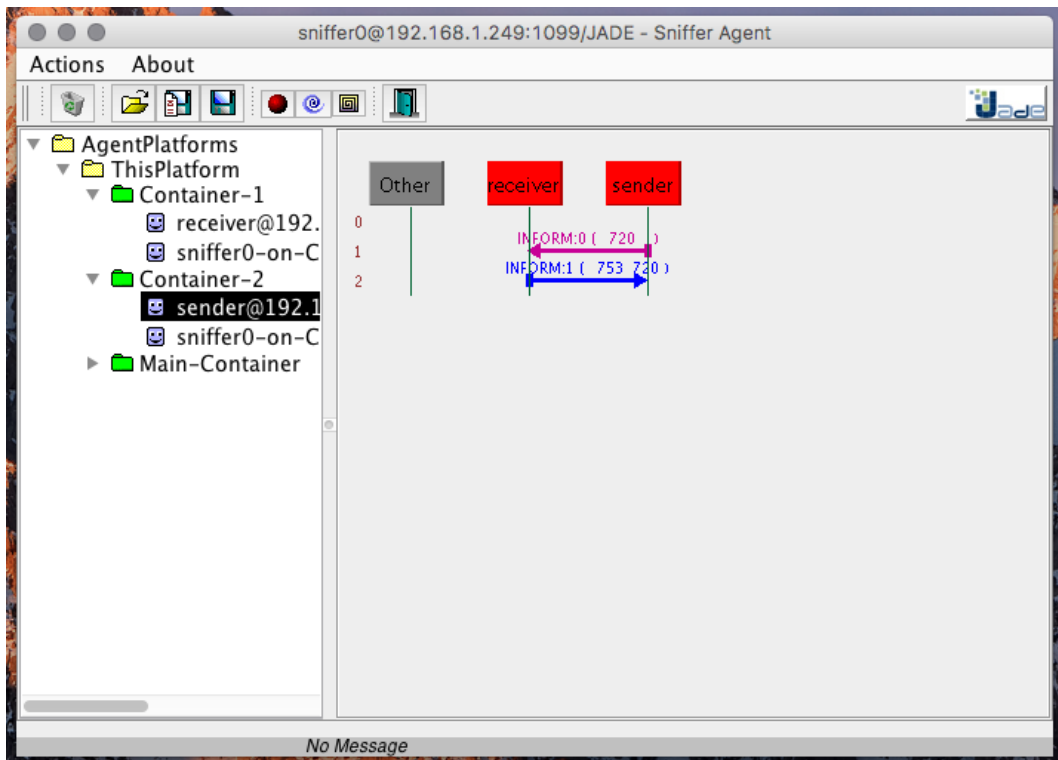 sniffer0@192.168.1.249:1099/JADE - Sniffer Agent
Actions About
Jade
AgentPlatforms
ThisPlatform
Container-1
receiver@192.
sniffer0-on-C
Container-2
sender@192.1
sniffer0-on-C
Main-Container
Other receiver sender
0
INFORM:0 ( 720 )
1
INFORM:1 ( 753 720 )
2
No Message